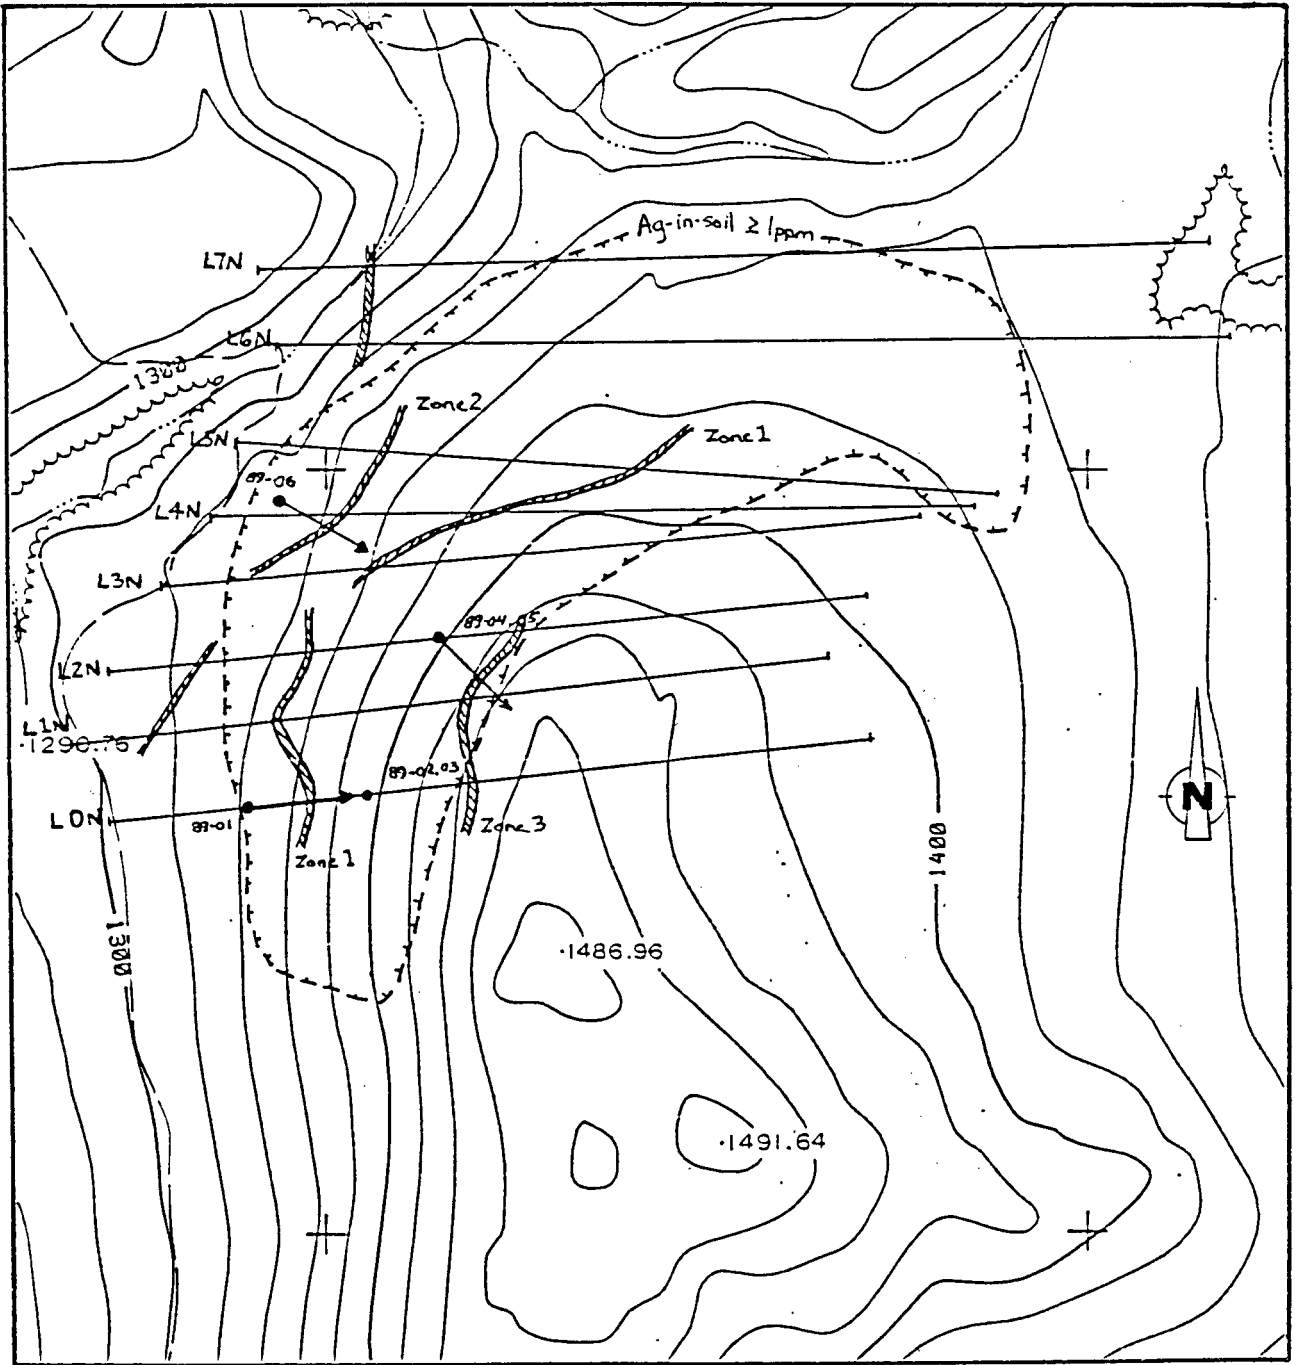 Ag-in-soil ≥ 1ppm
L7N
L6N
1300
Zone 2
L5N
Zone 1
89-06
L4N
L3N
89-04,05
L2N
L1N
·1290.76
89-02,03
N
L0N
89-01
Zone 3
Zone 1
1400
1300
·1486.96
·1491.64